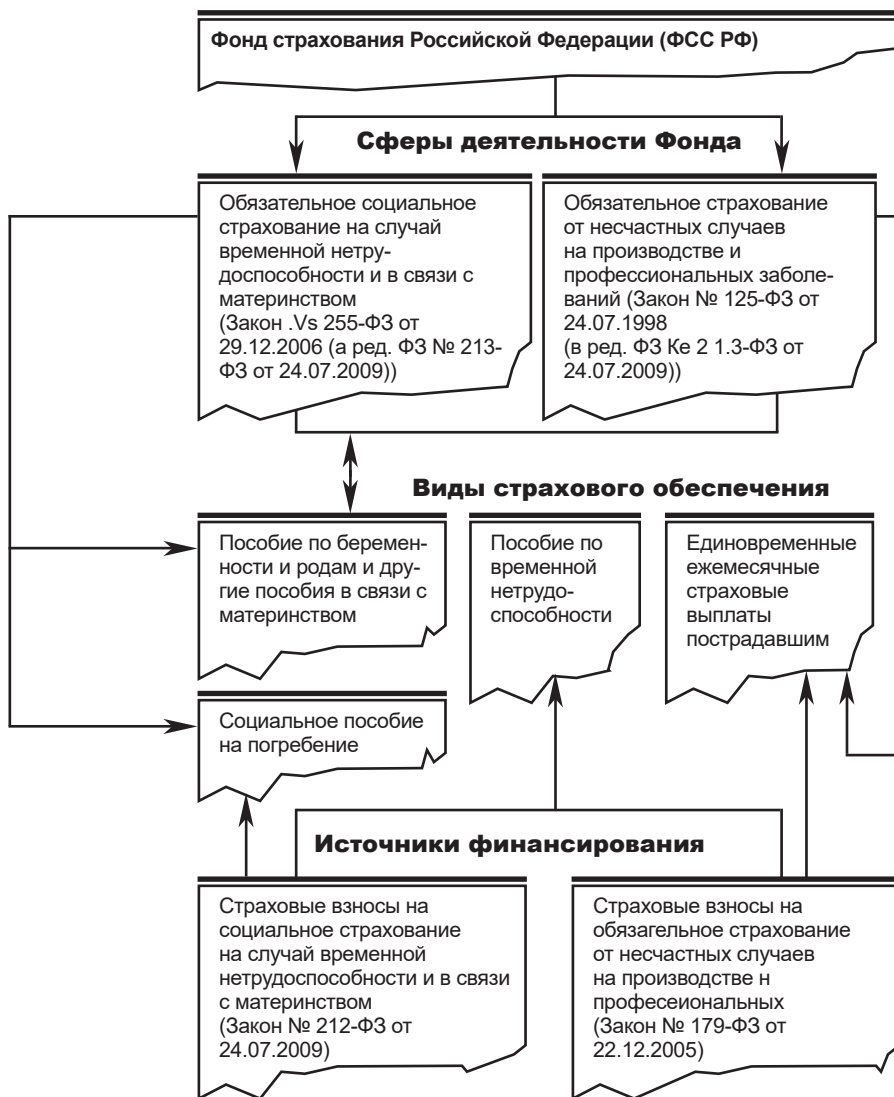 Фонд страхования Российской Федерации (ФСС РФ)
Сферы деятельности Фонда
Обязательное социальное
страхование на случай
временной нетру-
доспособности и в связи с
материнством
(Закон .Vs 255-ФЗ от
29.12.2006 (а ред. ФЗ № 213-
ФЗ от 24.07.2009))
Обязательное страхование
от несчастных случаев
на производстве и
профессиональных заболе-
ваний (Закон № 125-ФЗ от
24.07.1998
(в ред. ФЗ Ке 2 1.3-ФЗ от
24.07.2009))
Виды страхового обеспечения
Пособие по беремен-
ности и родам и дру-
гие пособия в связи с
материнством
Пособие по
временной
нетрудо-
способности
Единовременные
ежемесячные
страховые
выплаты
пострадавшим
Социальное пособие
на погребение
Источники финансирования
Страховые взносы на
социальное страхование
на случай временной
нетрудоспособности и в связи
с материнством
(Закон № 212-ФЗ от
24.07.2009)
Страховые взносы на
обязагельное страхование
от несчастных случаев
на производстве н
професеиональных
(Закон № 179-ФЗ от
22.12.2005)